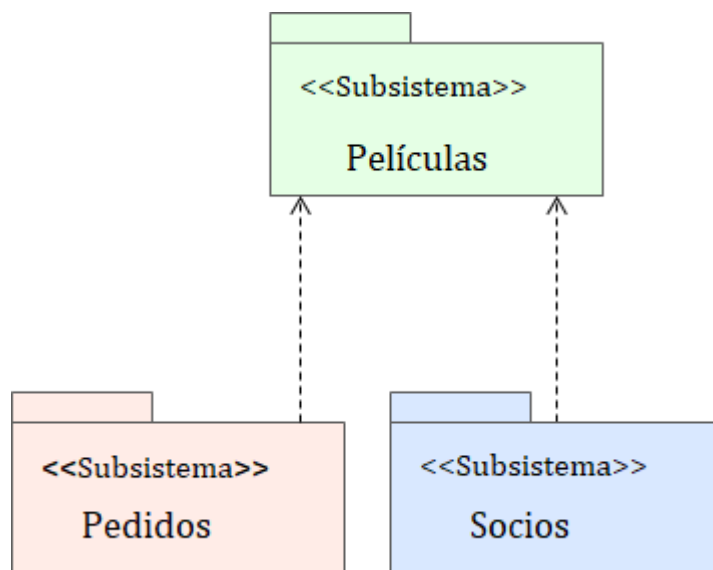 <<Subsistema>>
Películas
<<Subsistema>>
Pedidos
<<Subsistema>>
Socios